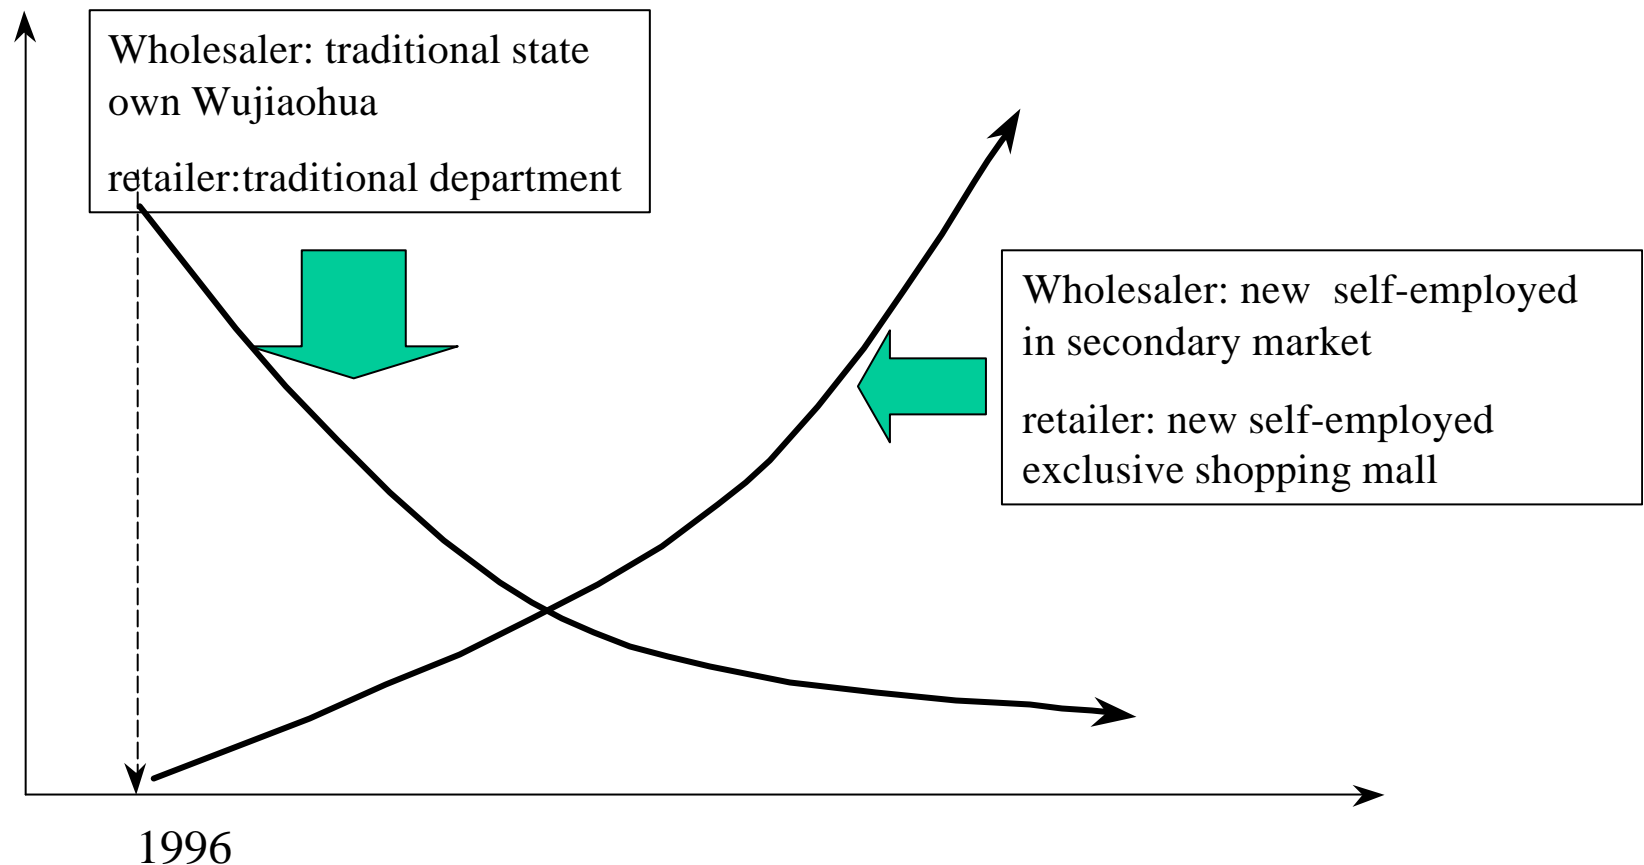 Wholesaler: traditional state
own Wujiaohua
retailer:traditional department
Wholesaler: new  self-employed
in secondary market
retailer: new self-employed
exclusive shopping mall
1996